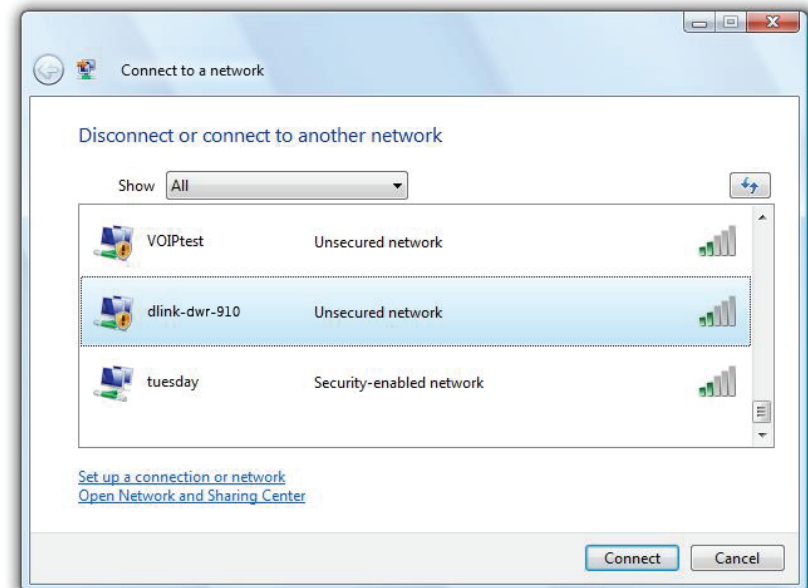 Connect to a network
Disconnect or connect to another network
Show All
VOIPtest Unsecured network
dlink-dwr-910 Unsecured network
tuesday Security-enabled network
Set up a connection or network
Open Network and Sharing Center
Connect Cancel